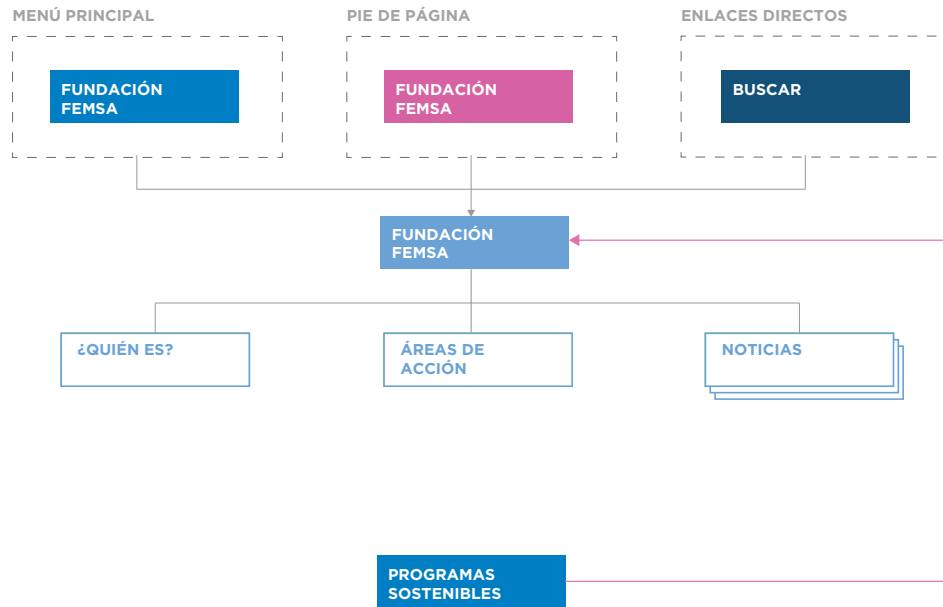 MENÚ PRINCIPAL
PIE DE PÁGINA
ENLACES DIRECTOS
FUNDACIÓN
FEMSA
FUNDACIÓN
FEMSA
BUSCAR
FUNDACIÓN
FEMSA
¿QUIÉN ES?
ÁREAS DE
ACCIÓN
NOTICIAS
PROGRAMAS
SOSTENIBLES